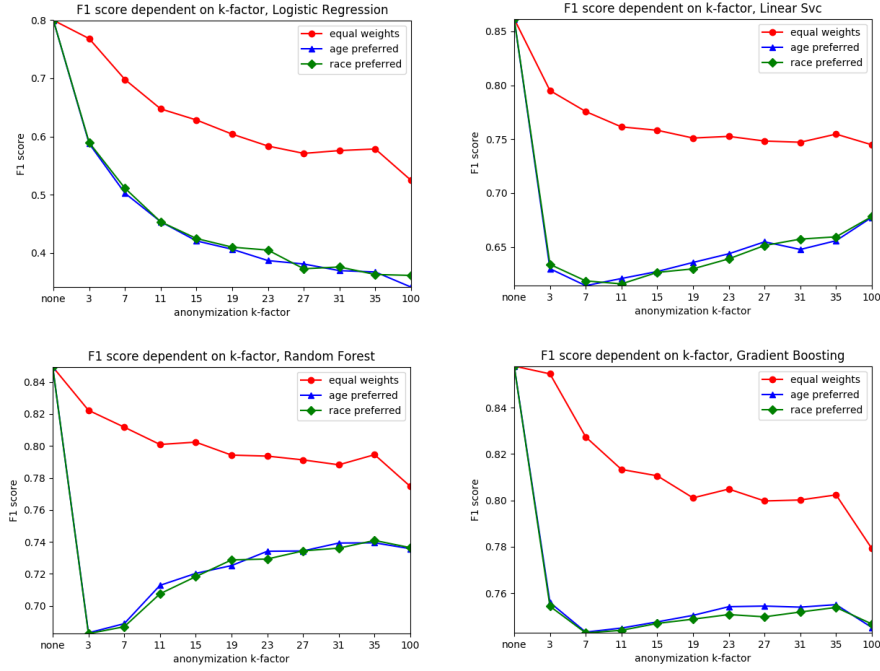 F1 score dependent on k-factor, Logistic Regression
0.8
0.7
0.6
0.5
0.4
F1 score
equal weights
age preferred
race preferred
none 3 7 11 15 19 23 27 31 35 100
anonymization k-factor
F1 score dependent on k-factor, Linear Svc
0.85
0.80
0.75
0.70
0.65
F1 score
equal weights
age preferred
race preferred
none 3 7 11 15 19 23 27 31 35 100
anonymization k-factor
F1 score dependent on k-factor, Random Forest
0.84
0.82
0.80
0.78
0.76
0.74
0.72
0.70
F1 score
equal weights
age preferred
race preferred
none 3 7 11 15 19 23 27 31 35 100
anonymization k-factor
F1 score dependent on k-factor, Gradient Boosting
0.84
0.82
0.80
0.78
0.76
F1 score
equal weights
age preferred
race preferred
none 3 7 11 15 19 23 27 31 35 100
anonymization k-factor